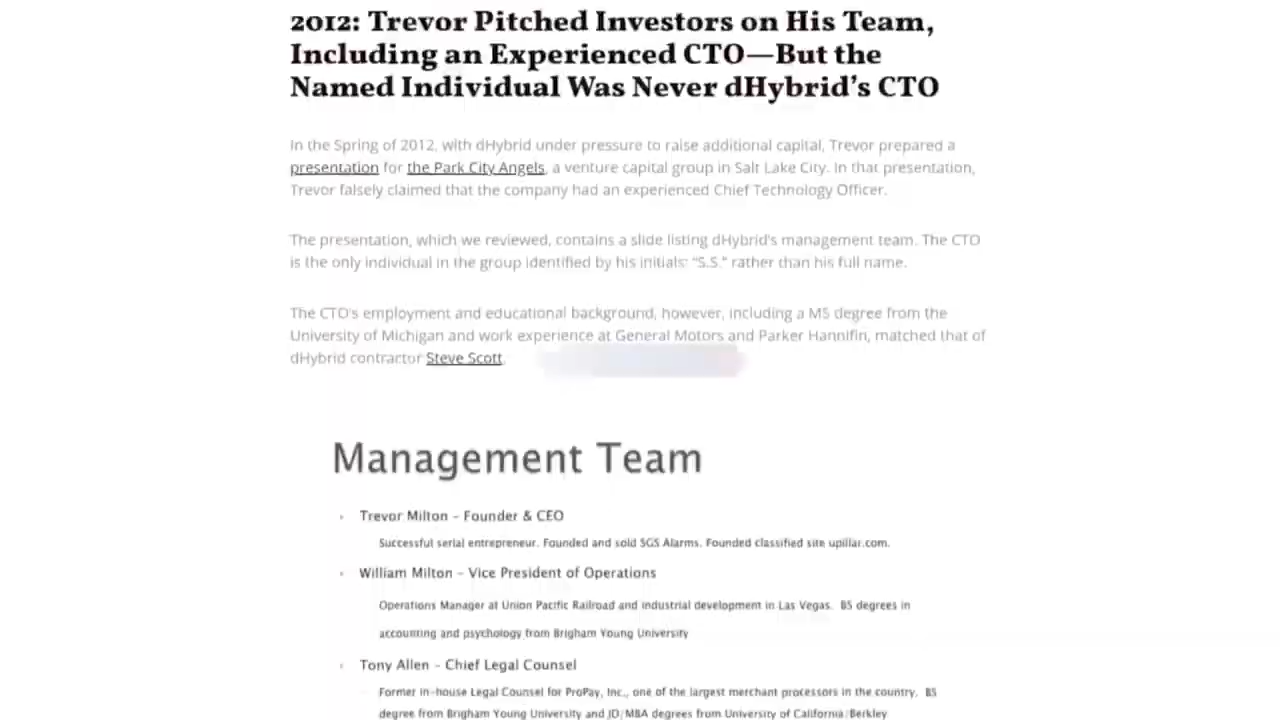 2012: Trevor Pitched Investors on His Team,
Including an Experienced CTO—But the
Named Individual Was Never dHybrid's CTO
In the Spring of 2012, with dHybrid under pressure to raise additional capital, Trevor prepared a
presentation for the Park City Angels, a venture capital group in Salt Lake City. In that presentation,
Trevor falsely claimed that the company had an experienced Chief Technology Officer.
The presentation, which we reviewed, contains a slide listing dHybrid's management team. The CTO
is the only individual in the group identified by his initials: "S.S." rather than his full name.
The CTO's employment and educational background, however, including a MS degree from the
University of Michigan and work experience at General Motors and Parker Hannifin, matched that of
dHybrid contractor Steve Scott.
Management Team
Trevor Milton – Founder & CEO
Successful serial entrepreneur. Founded and sold SGS Alarms. Founded classified site upillar.com.
William Milton – Vice President of Operations
Operations Manager at Union Pacific Railroad and industrial development in Las Vegas. BS degrees in
accounting and psychology from Brigham Young University
Tony Allen – Chief Legal Counsel
Former in-house Legal Counsel for ProPay, Inc., one of the largest merchant processors in the country. BS
degree from Brigham Young University and JD/MBA degrees from University of California/Berkley